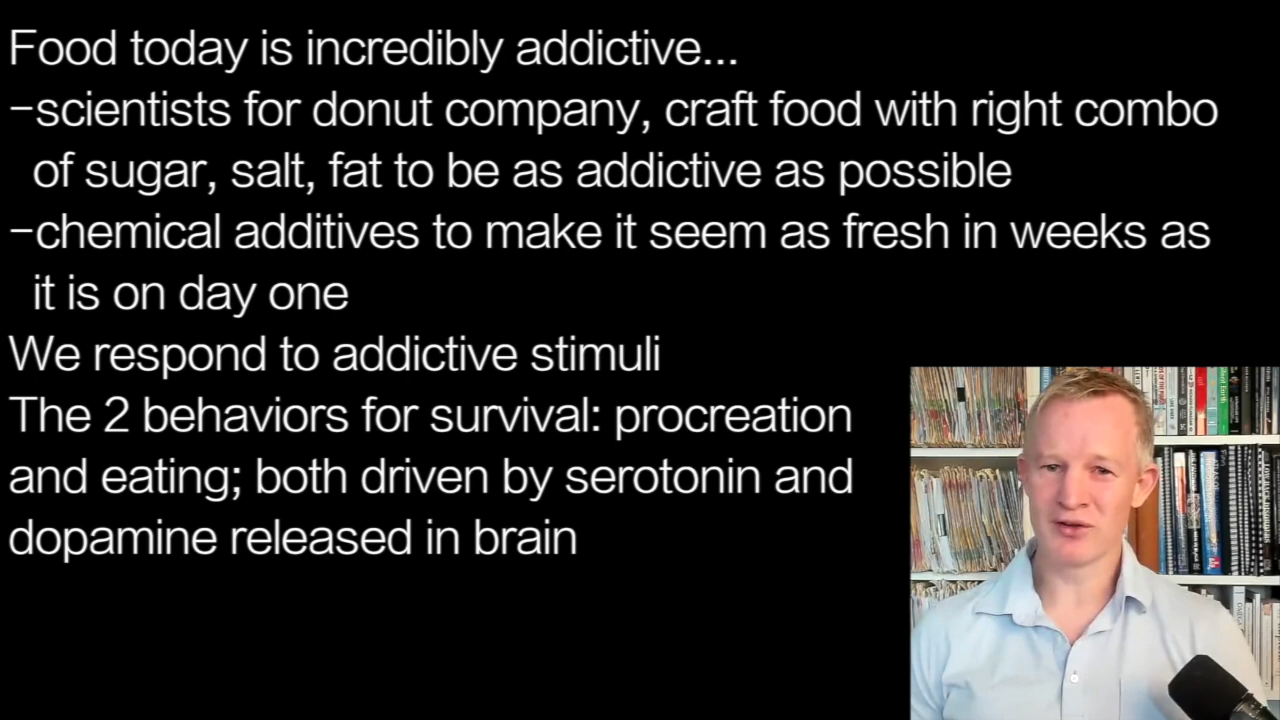 Food today is incredibly addictive...
-scientists for donut company, craft food with right combo
of sugar, salt, fat to be as addictive as possible
-chemical additives to make it seem as fresh in weeks as
it is on day one
We respond to addictive stimuli
The 2 behaviors for survival: procreation
and eating; both driven by serotonin and
dopamine released in brain